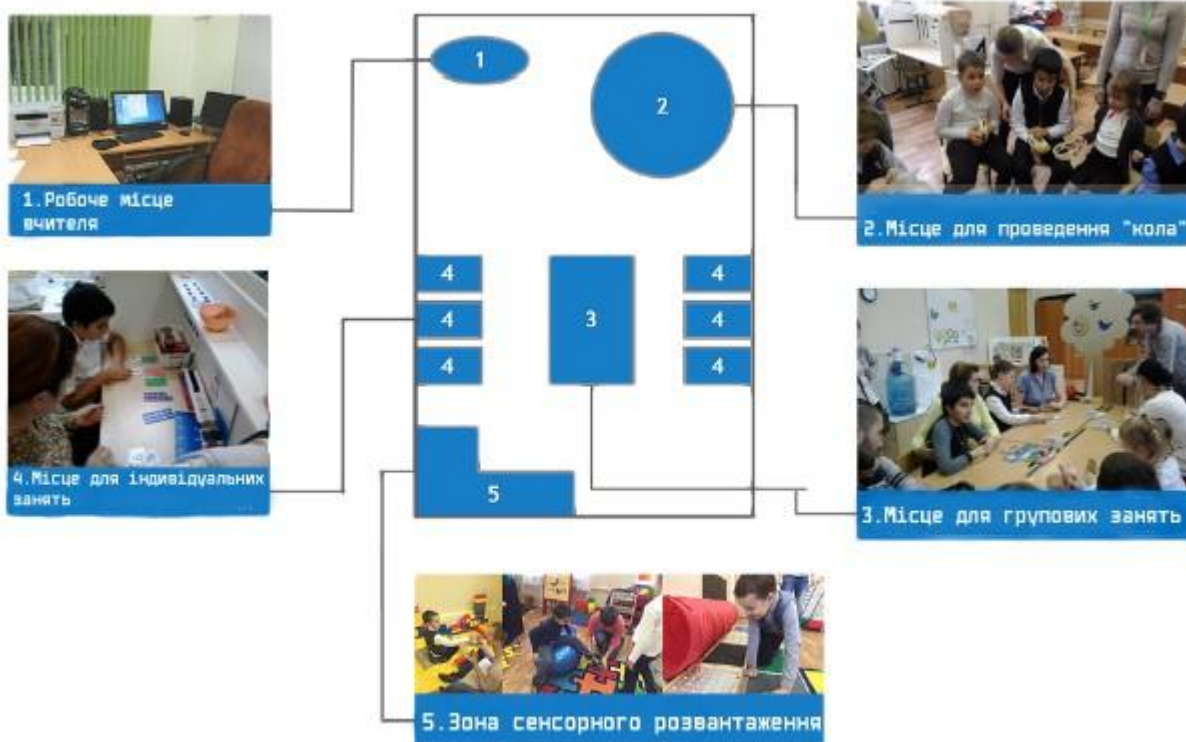 1
2
1.Робоче місце
вчителя
2.Місце для проведення "кола"
4
4
4
3
4
4
4
4.Місце для індивідуальних
занять
3.Місце для групових занять
5
5.Зона сенсорного розвантаження